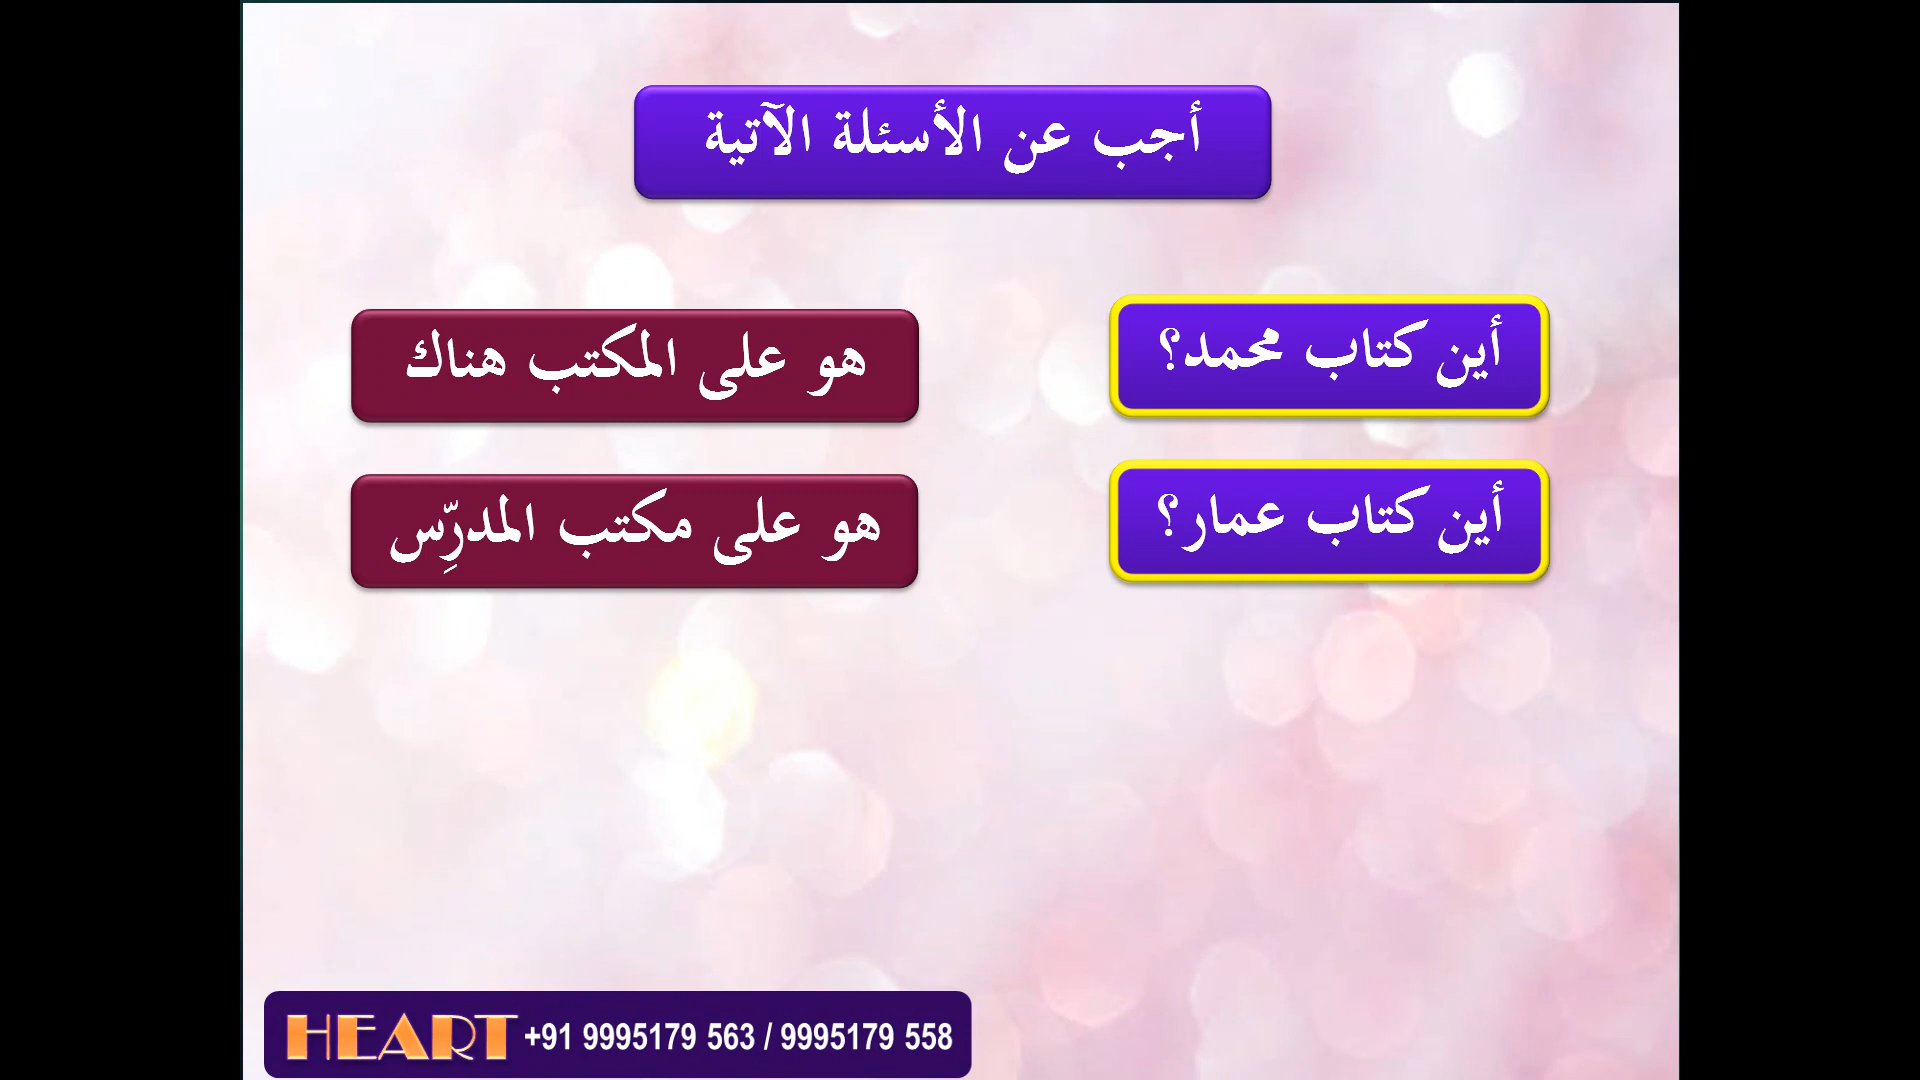 أجب عن الأسئلة الآتية
أين كتاب محمد؟
هو على المكتب هناك
أين كتاب عمار؟
هو على مكتب المدرِّس
HEART +91 9995179 563 / 9995179 558